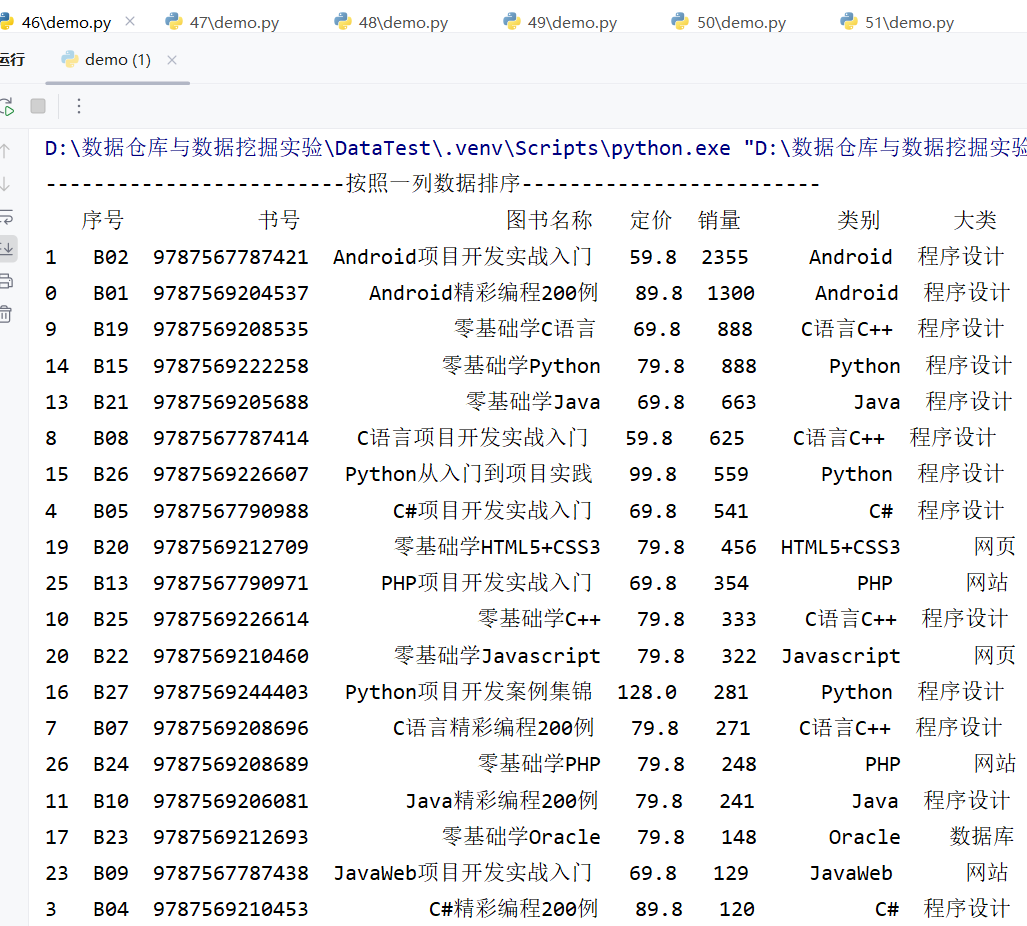 46\demo.py 47\demo.py 48\demo.py 49\demo.py 50\demo.py 51\demo.py
运行 demo (1)
D:\数据仓库与数据挖掘实验\DataTest\.venv\Scripts\python.exe "D:\数据仓库与数据挖掘实验
-------------------------按照一列数据排序-------------------------
序号 书号 图书名称 定价 销量 类别 大类
1 B02 9787567787421 Android项目开发实战入门 59.8 2355 Android 程序设计
0 B01 9787569204537 Android精彩编程200例 89.8 1300 Android 程序设计
9 B19 9787569208535 零基础学C语言 69.8 888 C语言C++ 程序设计
14 B15 9787569222258 零基础学Python 79.8 888 Python 程序设计
13 B21 9787569205688 零基础学Java 69.8 663 Java 程序设计
8 B08 9787567787414 C语言项目开发实战入门 59.8 625 C语言C++ 程序设计
15 B26 9787569226607 Python从入门到项目实践 99.8 559 Python 程序设计
4 B05 9787567790988 C#项目开发实战入门 69.8 541 C# 程序设计
19 B20 9787569212709 零基础学HTML5+CSS3 79.8 456 HTML5+CSS3 网页
25 B13 9787567790971 PHP项目开发实战入门 69.8 354 PHP 网站
10 B25 9787569226614 零基础学C++ 79.8 333 C语言C++ 程序设计
20 B22 9787569210460 零基础学Javascript 79.8 322 Javascript 网页
16 B27 9787569244403 Python项目开发案例集锦 128.0 281 Python 程序设计
7 B07 9787569208696 C语言精彩编程200例 79.8 271 C语言C++ 程序设计
26 B24 9787569208689 零基础学PHP 79.8 248 PHP 网站
11 B10 9787569206081 Java精彩编程200例 79.8 241 Java 程序设计
17 B23 9787569212693 零基础学Oracle 79.8 148 Oracle 数据库
23 B09 9787567787438 JavaWeb项目开发实战入门 69.8 129 JavaWeb 网站
3 B04 9787569210453 C#精彩编程200例 89.8 120 C# 程序设计